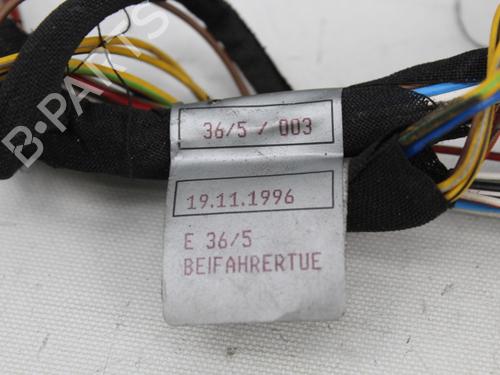 B-PARTS
36/5 / 003
19.11.1996
E 36/5
BEIFAHRERTUE